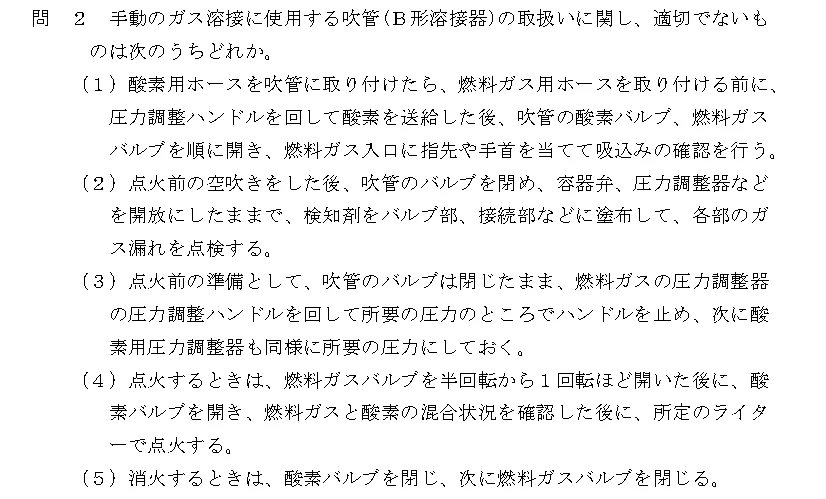 問　２　手動のガス溶接に使用する吹管(Ｂ形溶接器)の取扱いに関し、適切でないも
のは次のうちどれか。
（１）酸素用ホースを吹管に取り付けたら、燃料ガス用ホースを取り付ける前に、
圧力調整ハンドルを回して酸素を送給した後、吹管の酸素バルブ、燃料ガス
バルブを順に開き、燃料ガス入口に指先や手首を当てて吸込みの確認を行う。
（２）点火前の空吹きをした後、吹管のバルブを閉め、容器弁、圧力調整器など
を開放にしたままで、検知剤をバルブ部、接続部などに塗布して、各部のガ
ス漏れを点検する。
（３）点火前の準備として、吹管のバルブは閉じたまま、燃料ガスの圧力調整器
の圧力調整ハンドルを回して所要の圧力のところでハンドルを止め、次に酸
素用圧力調整器も同様に所要の圧力にしておく。
（４）点火するときは、燃料ガスバルブを半回転から１回転ほど開いた後に、酸
素バルブを開き、燃料ガスと酸素の混合状況を確認した後に、所定のライタ
ーで点火する。
（５）消火するときは、酸素バルブを閉じ、次に燃料ガスバルブを閉じる。